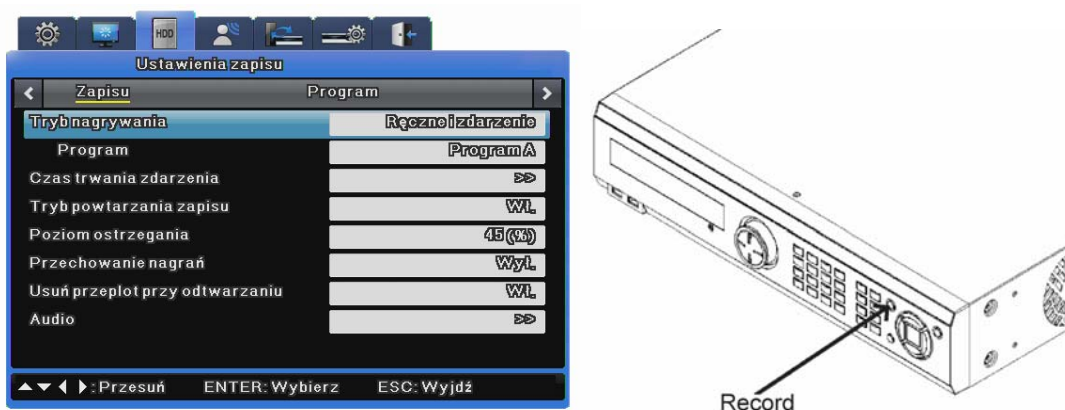 HDD
Ustawienia zapisu
Zapisu Program
Tryb nagrywania Ręczne i zdarzenie
Program Program A
Czas trwania zdarzenia >>
Tryb powtarzania zapisu Wł.
Poziom ostrzegania 45 (%)
Przechowanie nagrań Wył.
Usuń przeplot przy odtwarzaniu Wł.
Audio >>
:Przesuń ENTER: Wybierz ESC: Wyjdź
Record